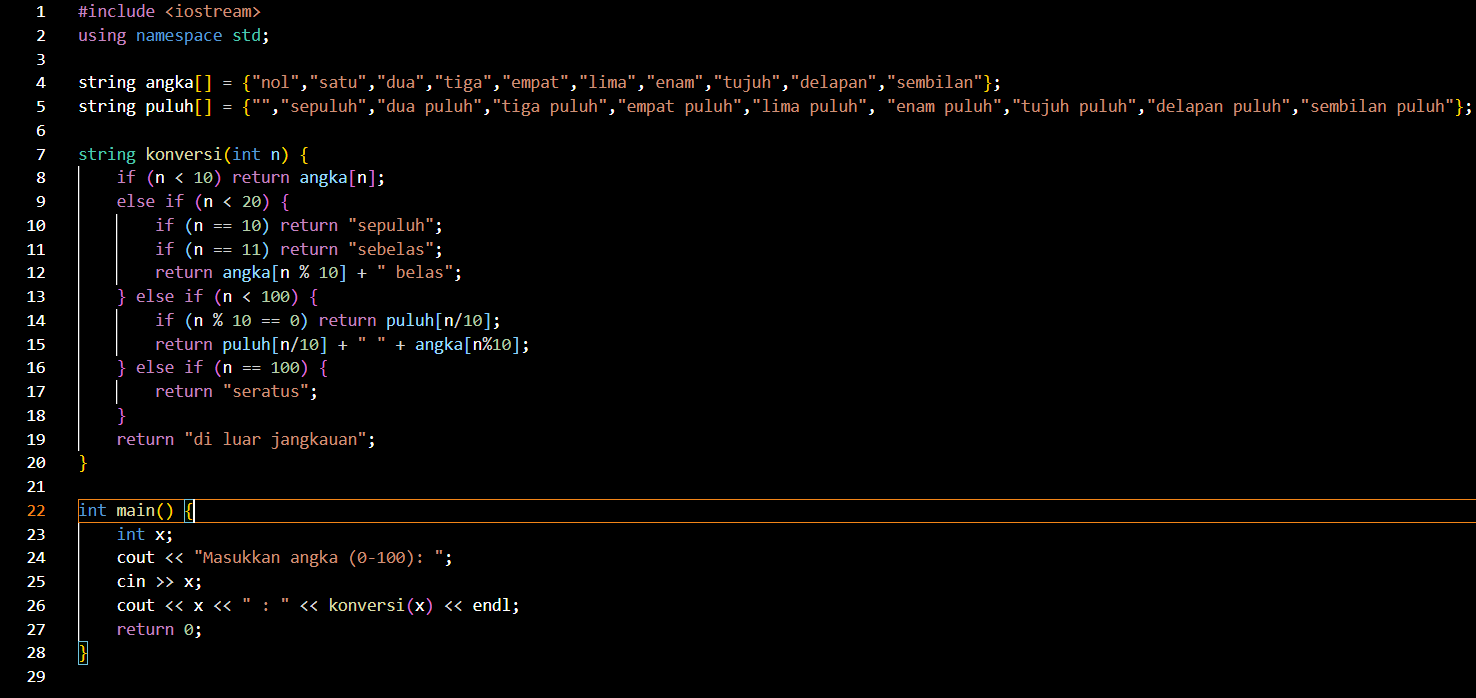 1 #include <iostream>
2 using namespace std;
3
4 string angka[] = {"nol","satu","dua","tiga","empat","lima","enam","tujuh","delapan","sembilan"};
5 string puluh[] = {"","sepuluh","dua puluh","tiga puluh","empat puluh","lima puluh", "enam puluh","tujuh puluh","delapan puluh","sembilan puluh"};
6
7 string konversi(int n) {
8     if (n < 10) return angka[n];
9     else if (n < 20) {
10         if (n == 10) return "sepuluh";
11         if (n == 11) return "sebelas";
12         return angka[n % 10] + " belas";
13     } else if (n < 100) {
14         if (n % 10 == 0) return puluh[n/10];
15         return puluh[n/10] + " " + angka[n%10];
16     } else if (n == 100) {
17         return "seratus";
18     }
19     return "di luar jangkauan";
20 }
21
22 int main() {
23     int x;
24     cout << "Masukkan angka (0-100): ";
25     cin >> x;
26     cout << x << " : " << konversi(x) << endl;
27     return 0;
28 }
29